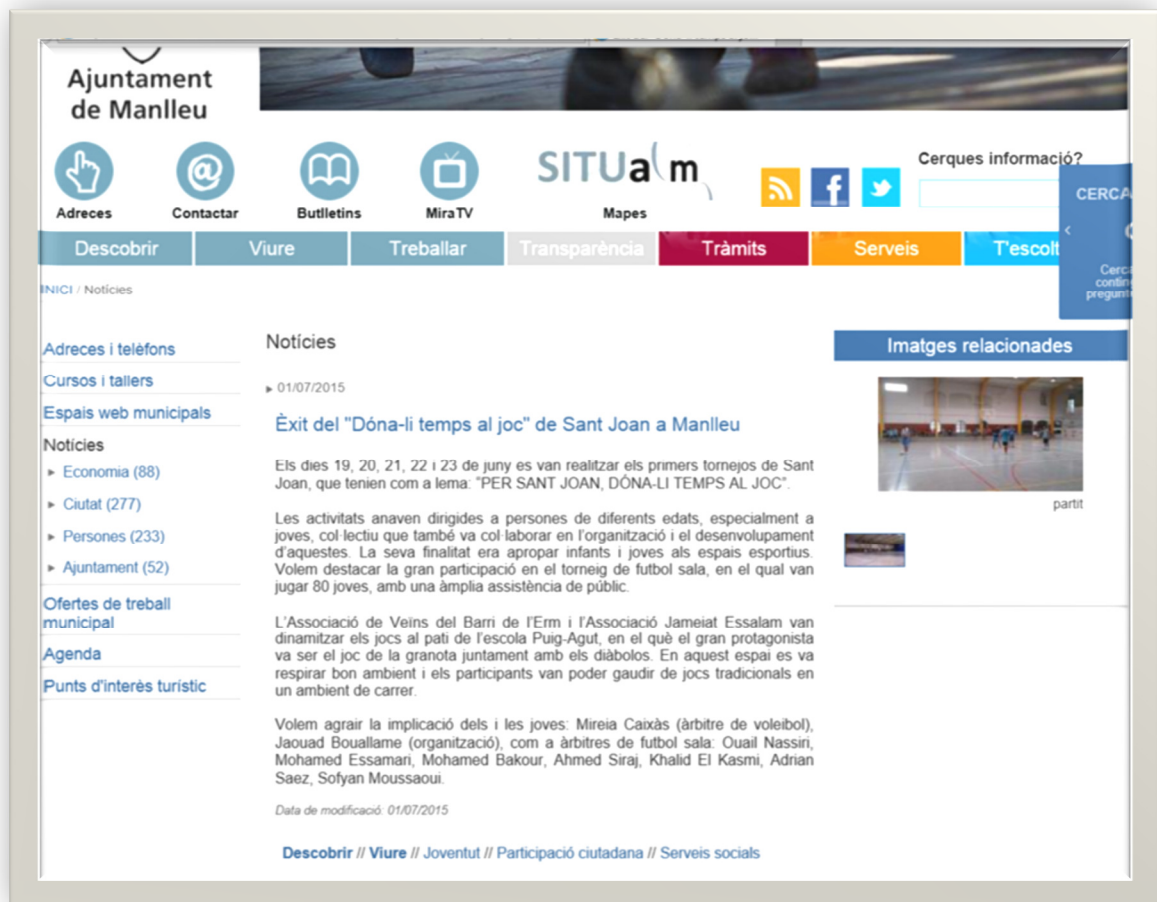 Ajuntament
de Manlleu
Adreces
Contactar
Butlletins
MiraTV
SITUam
Mapes
f
Cerques informació?
CERCA
Cerca
conting
pregunte
Descobrir
Viure
Treballar
Transparència
Tràmits
Serveis
T'escolt
INICI / Notícies
Adreces i telèfons
Cursos i tallers
Espais web municipals
Notícies
Economia (88)
Ciutat (277)
Persones (233)
Ajuntament (52)
Ofertes de treball
municipal
Agenda
Punts d'interès turístic
Notícies
01/07/2015
Èxit del "Dóna-li temps al joc" de Sant Joan a Manlleu
Els dies 19, 20, 21, 22 i 23 de juny es van realitzar els primers tornejos de Sant
Joan, que tenien com a lema: “PER SANT JOAN, DÓNA-LI TEMPS AL JOC”.
Les activitats anaven dirigides a persones de diferents edats, especialment a
joves, col·lectiu que també va col·laborar en l’organització i el desenvolupament
d’aquestes. La seva finalitat era apropar infants i joves als espais esportius.
Volem destacar la gran participació en el torneig de futbol sala, en el qual van
jugar 80 joves, amb una àmplia assistència de públic.
L’Associació de Veïns del Barri de l’Erm i l’Associació Jameiat Essalam van
dinamitzar els jocs al pati de l’escola Puig-Agut, en el què el gran protagonista
va ser el joc de la granota juntament amb els diàbolos. En aquest espai es va
respirar bon ambient i els participants van poder gaudir de jocs tradicionals en
un ambient de carrer.
Volem agrair la implicació dels i les joves: Mireia Caixàs (àrbitre de voleibol),
Jaouad Bouallame (organització), com a àrbitres de futbol sala: Ouail Nassiri,
Mohamed Essamari, Mohamed Bakour, Ahmed Siraj, Khalid El Kasmi, Adrian
Saez, Sofyan Moussaoui.
Data de modificació: 01/07/2015
Descobrir // Viure // Joventut // Participació ciutadana // Serveis socials
Imatges relacionades
partit